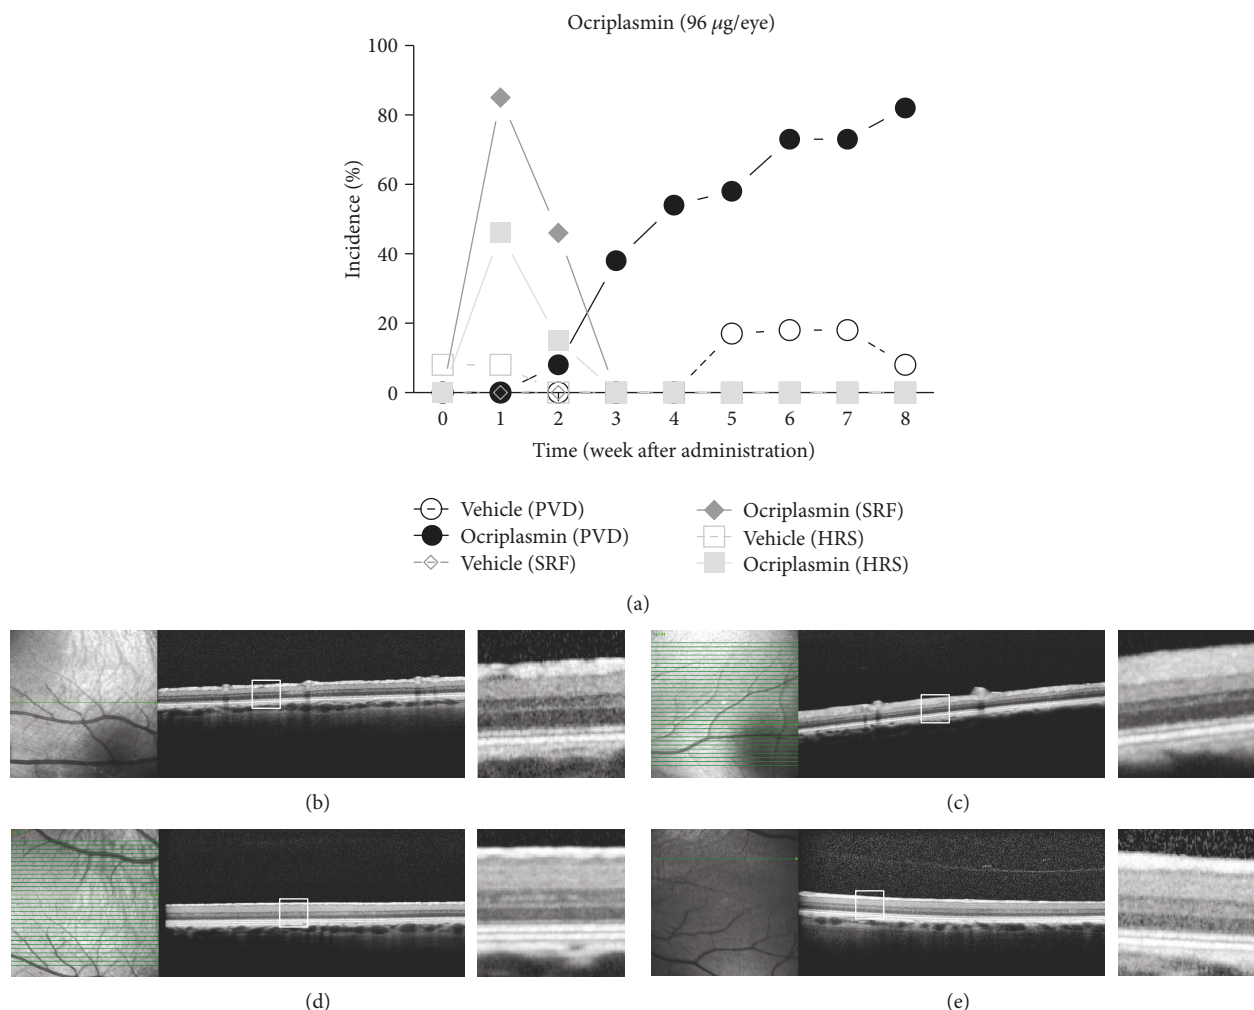 Ocriplasmin (96 μg/eye)
100
80
60
40
20
0
Incidence (%)
0 1 2 3 4 5 6 7 8
Time (week after administration)
Vehicle (PVD)
Ocriplasmin (PVD)
Vehicle (SRF)
Ocriplasmin (SRF)
Vehicle (HRS)
Ocriplasmin (HRS)
(a)
(b)
(c)
(d)
(e)